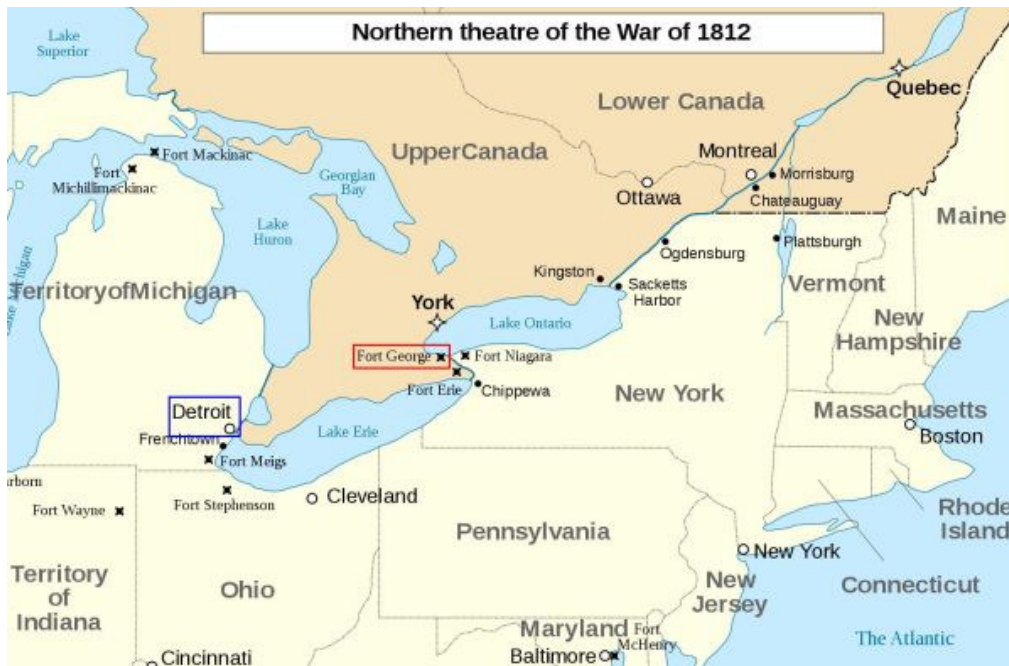 Northern theatre of the War of 1812
Lake
Superior
Quebec
Lower Canada
UpperCanada
Fort Mackinac
Fort
Michillimackinac
Georgian
Bay
Montreal
Morrisburg
Ottawa
Chateauguay
Maine
Lake
Huron
Plattsburgh
Ogdensburg
Kingston
Sacketts
Harbor
Vermont
Lake Michigan
TerritoryofMichigan
York
Lake Ontario
New
Hampshire
Fort George
Fort Niagara
Fort Erie
Chippewa
New York
Detroit
Massachusetts
Boston
Lake Erie
Frenchtown
Fort Meigs
arborn
Fort Stephenson
Cleveland
Fort Wayne
Pennsylvania
Rhode
Island
New York
Territory
of
Indiana
Ohio
New
Jersey
Connecticut
Maryland
Fort
McHenry
The Atlantic
Baltimore
Cincinnati